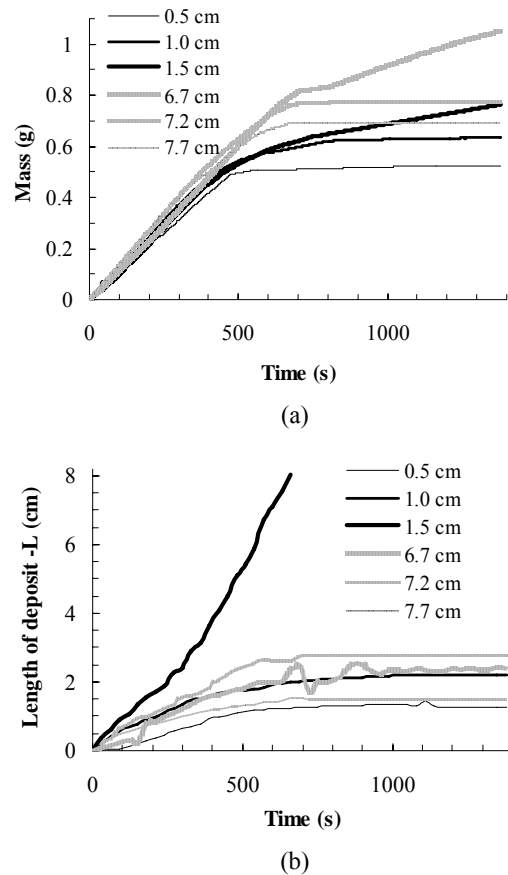 0.5 cm
1.0 cm
1.5 cm
6.7 cm
7.2 cm
7.7 cm
1
0.8
0.6
0.4
0.2
0
Mass (g)
0
500
1000
Time (s)
(a)
0.5 cm
1.0 cm
1.5 cm
6.7 cm
7.2 cm
7.7 cm
8
6
4
2
0
Length of deposit -L (cm)
0
500
1000
Time (s)
(b)